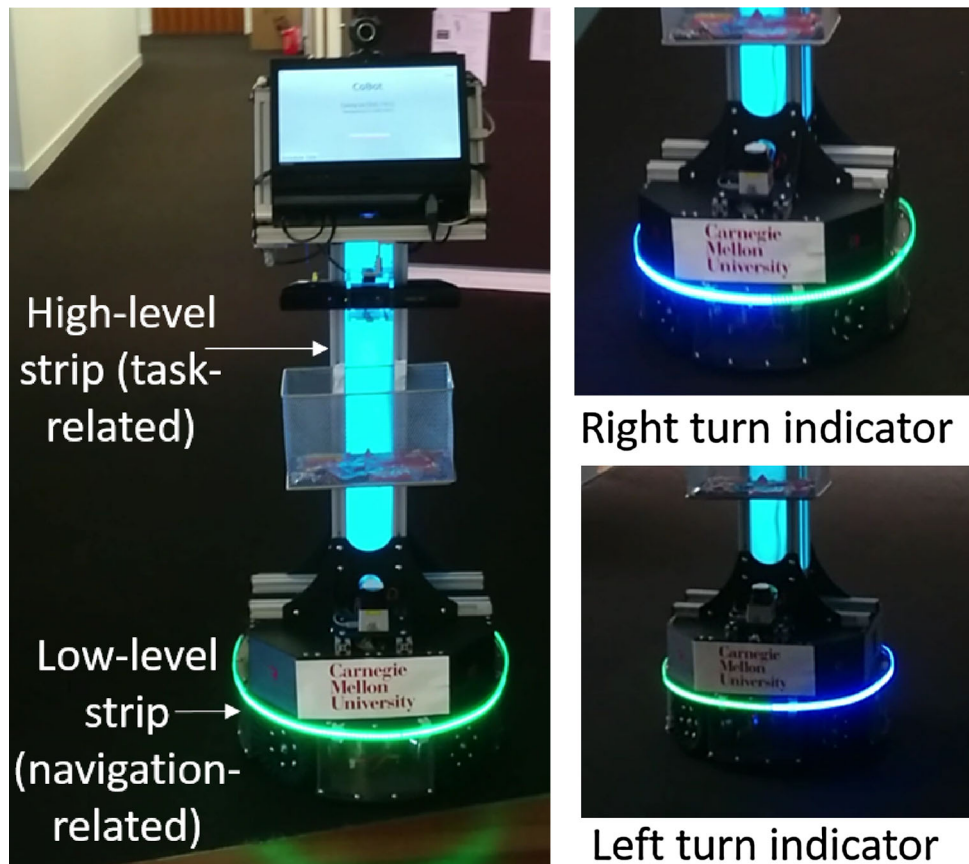 CoBot
High-level
strip (task-
related)
Carnegie
Mellon
University
Low-level
strip
(navigation-
related)
Carnegie
Mellon
University
Right turn indicator
Carnegie
Mellon
University
Left turn indicator